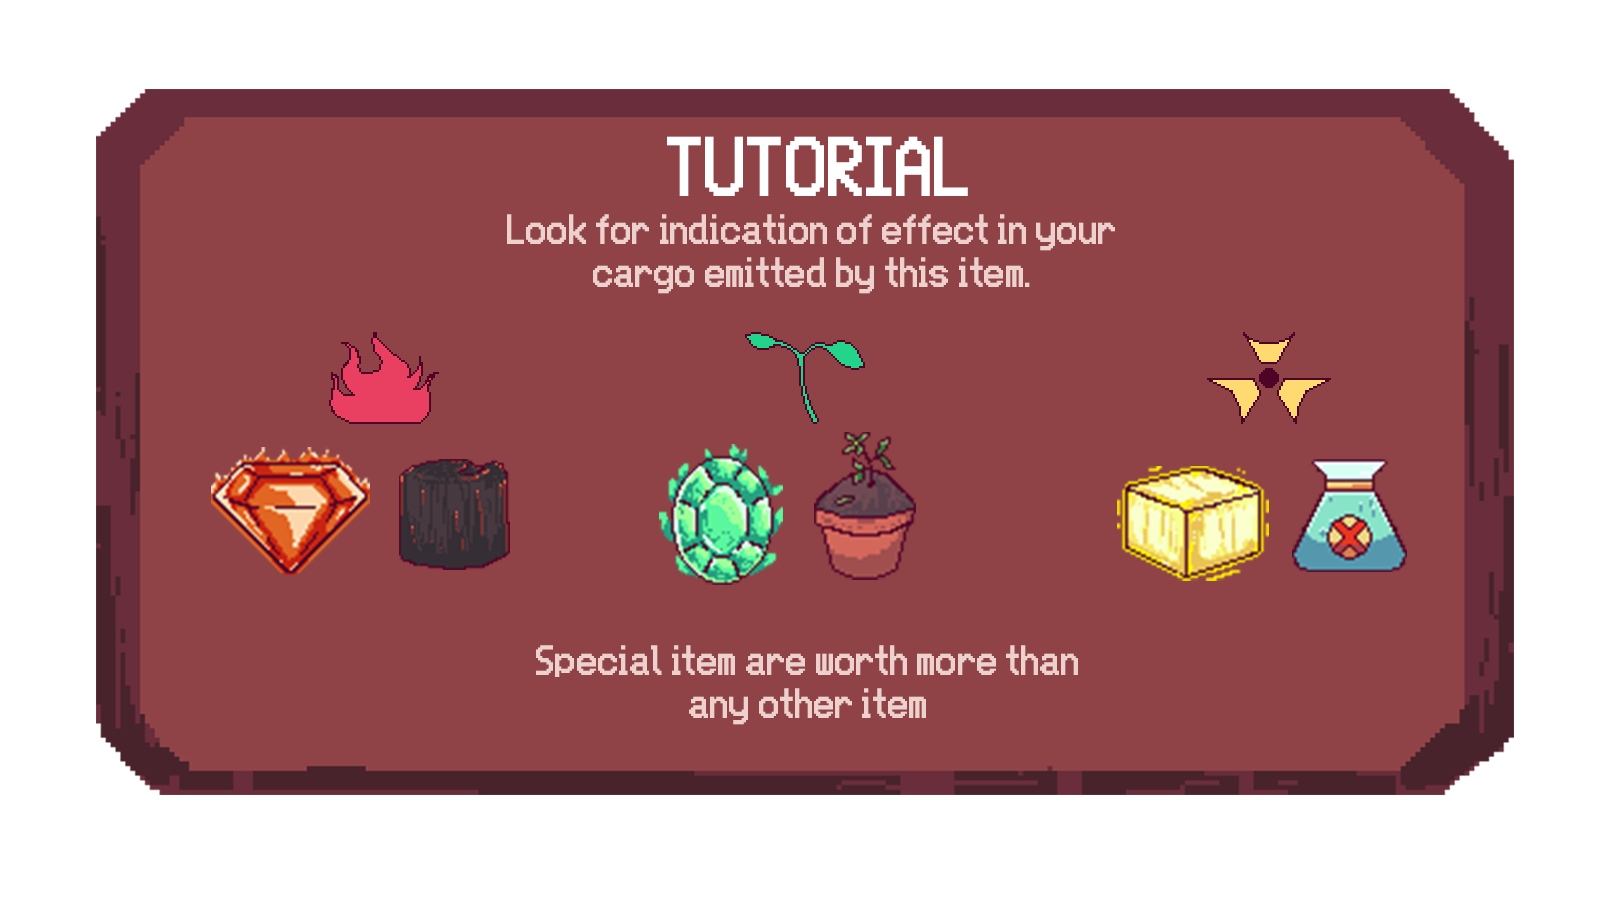 TUTORIAL
Look for indication of effect in your
cargo emitted by this item.
Special item are worth more than
any other item